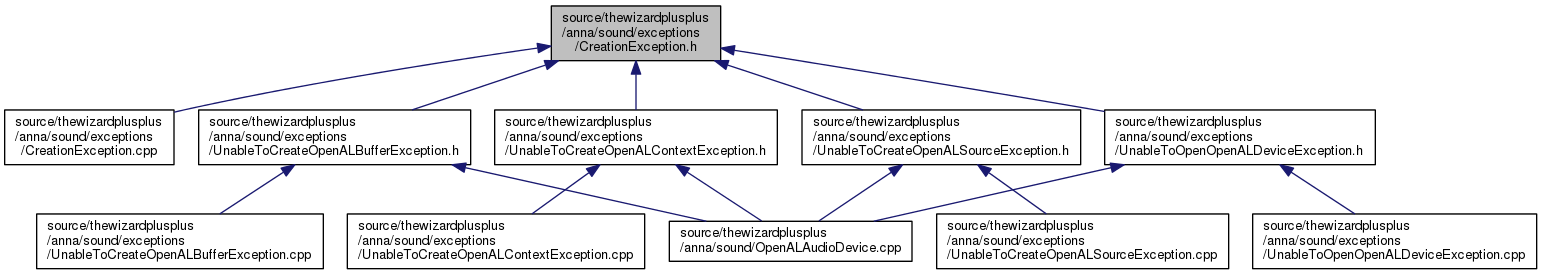 source/thewizardplusplus
/anna/sound/exceptions
/CreationException.h
source/thewizardplusplus
/anna/sound/exceptions
/CreationException.cpp
source/thewizardplusplus
/anna/sound/exceptions
/UnableToCreateOpenALBufferException.h
source/thewizardplusplus
/anna/sound/exceptions
/UnableToCreateOpenALContextException.h
source/thewizardplusplus
/anna/sound/exceptions
/UnableToCreateOpenALSourceException.h
source/thewizardplusplus
/anna/sound/exceptions
/UnableToOpenOpenALDeviceException.h
source/thewizardplusplus
/anna/sound/exceptions
/UnableToCreateOpenALBufferException.cpp
source/thewizardplusplus
/anna/sound/exceptions
/UnableToCreateOpenALContextException.cpp
source/thewizardplusplus
/anna/sound/OpenALAudioDevice.cpp
source/thewizardplusplus
/anna/sound/exceptions
/UnableToCreateOpenALSourceException.cpp
source/thewizardplusplus
/anna/sound/exceptions
/UnableToOpenOpenALDeviceException.cpp